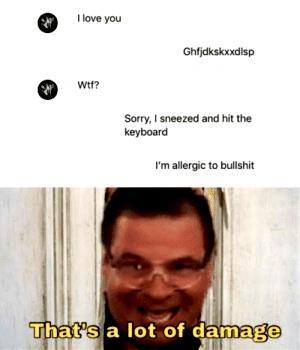 I love you
Ghfjdkskxxdlsp
Wtf?
Sorry, I sneezed and hit the
keyboard
I'm allergic to bullshit
That's a lot of damage